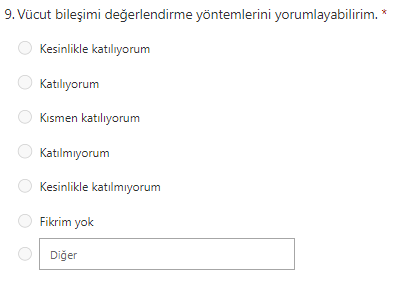 9. Vücut bileşimi değerlendirme yöntemlerini yorumlayabilirim. *
Kesinlikle katılıyorum
Katılıyorum
Kısmen katılıyorum
Katılmıyorum
Kesinlikle katılmıyorum
Fikrim yok
Diğer